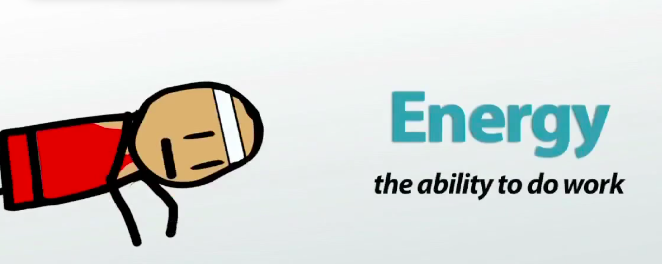 Energy
the ability to do work